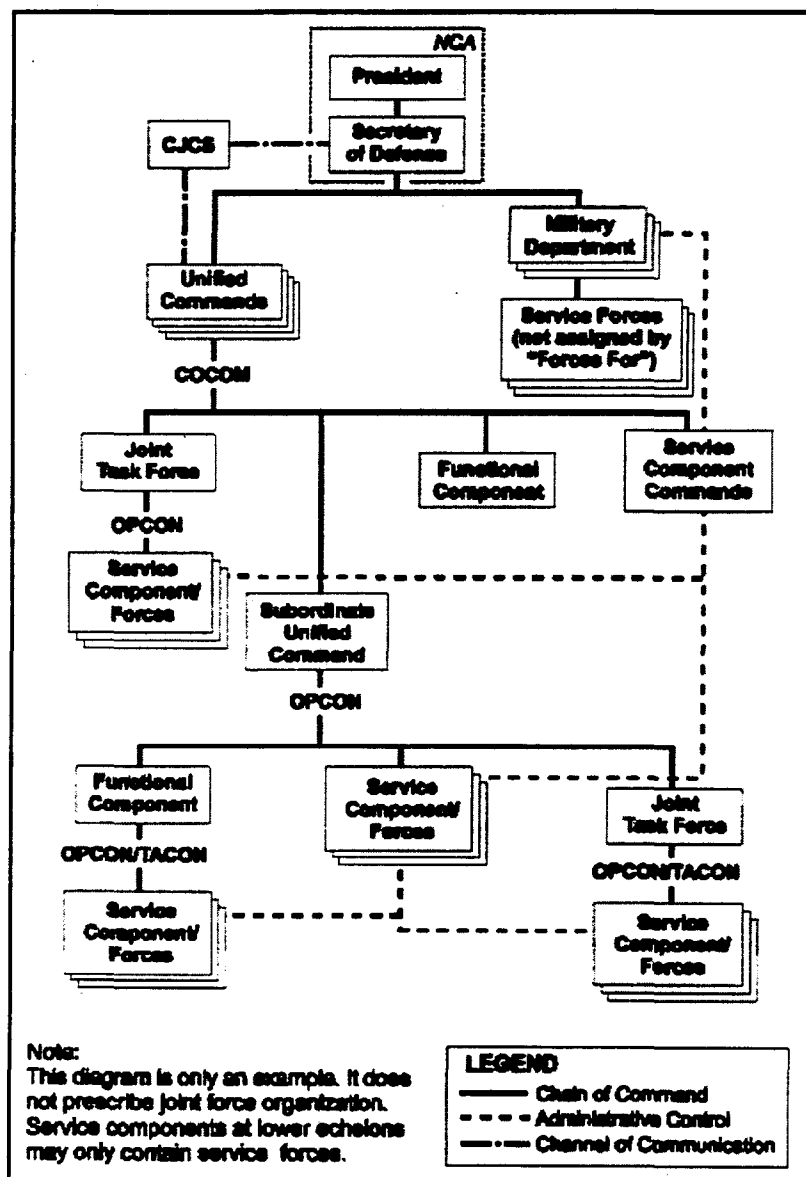 NCA
President
Secretary
of Defense
CJCS
Military
Department
Unified
Commands
Service Forces
(not assigned by
"Forces For")
COCOM
Joint
Task Force
Functional
Component
Service
Component
Commands
OPCON
Service
Component/
Forces
Subordinate
Unified
Command
OPCON
Functional
Component
Service
Component/
Forces
Joint
Task Force
OPCON/TACON
OPCON/TACON
Service
Component/
Forces
Service
Component/
Forces
Note:
This diagram is only an example. It does
not prescribe joint force organization.
Service components at lower echelons
may only contain service forces.
LEGEND
Chain of Command
Administrative Control
Channel of Communication